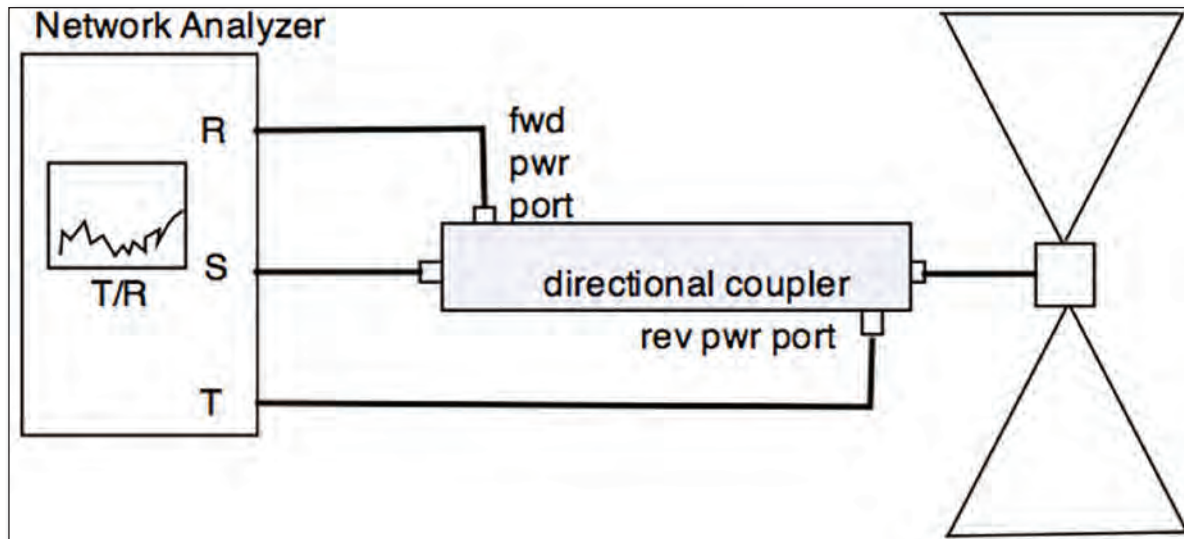 Network Analyzer
R
fwd
pwr
port
S
T/R
directional coupler
rev pwr port
T